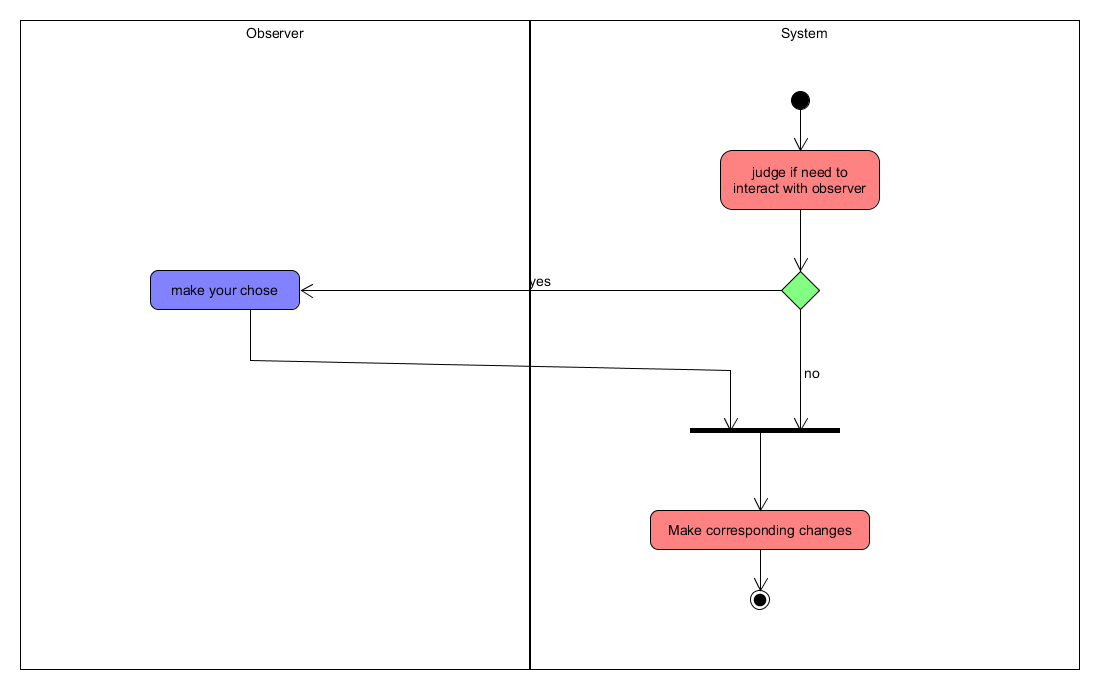 Observer
System
judge if need to
interact with observer
yes
make your chose
no
Make corresponding changes